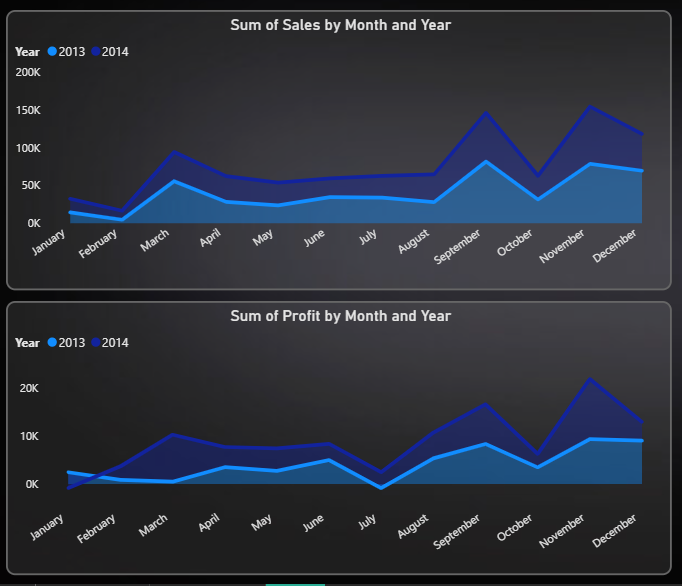 Sum of Sales by Month and Year
Year 2013 2014
200K
150K
100K
50K
0K
January February March April May June July August September October November December
Sum of Profit by Month and Year
Year 2013 2014
20K
10K
0K
January February March April May June July August September October November December